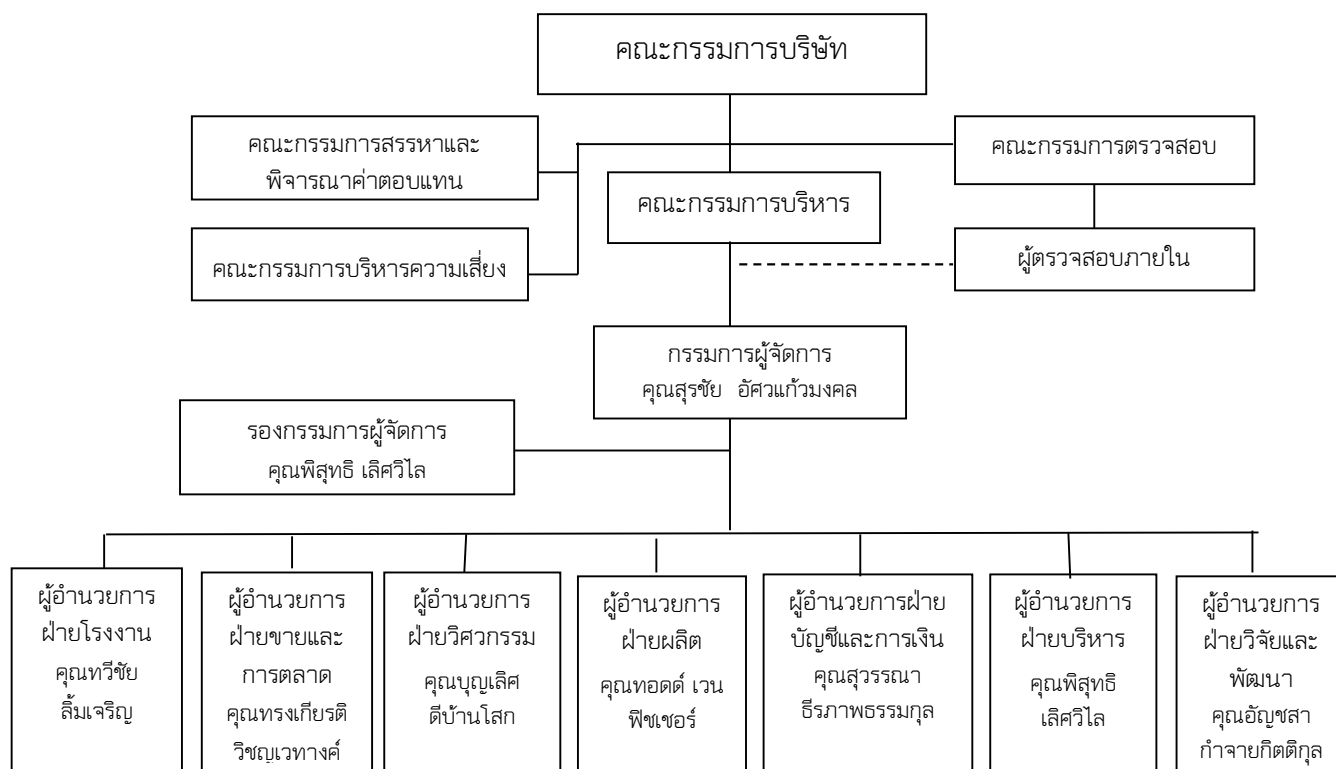 คณะกรรมการบริษัท
คณะกรรมการสรรหาและ
พิจารณาค่าตอบแทน
คณะกรรมการตรวจสอบ
คณะกรรมการบริหาร
คณะกรรมการบริหารความเสี่ยง
ผู้ตรวจสอบภายใน
กรรมการผู้จัดการ
คุณสุรชัย อัศวแก้วมงคล
รองกรรมการผู้จัดการ
คุณพิสุทธิ เลิศวิไล
ผู้อำนวยการ
ฝ่ายโรงงาน
คุณทวีชัย
ลิ้มเจริญ
ผู้อำนวยการ
ฝ่ายขายและ
การตลาด
คุณทรงเกียรติ
วิชญเวทางค์
ผู้อำนวยการ
ฝ่ายวิศวกรรม
คุณบุญเลิศ
ดีบ้านโสก
ผู้อำนวยการ
ฝ่ายผลิต
คุณทอดด์ เวน
ฟิชเชอร์
ผู้อำนวยการฝ่าย
บัญชีและการเงิน
คุณสุวรรณา
ธีรภาพธรรมกุล
ผู้อำนวยการ
ฝ่ายบริหาร
คุณพิสุทธิ
เลิศวิไล
ผู้อำนวยการ
ฝ่ายวิจัยและ
พัฒนา
คุณอัญชสา
กำจายกิตติกุล